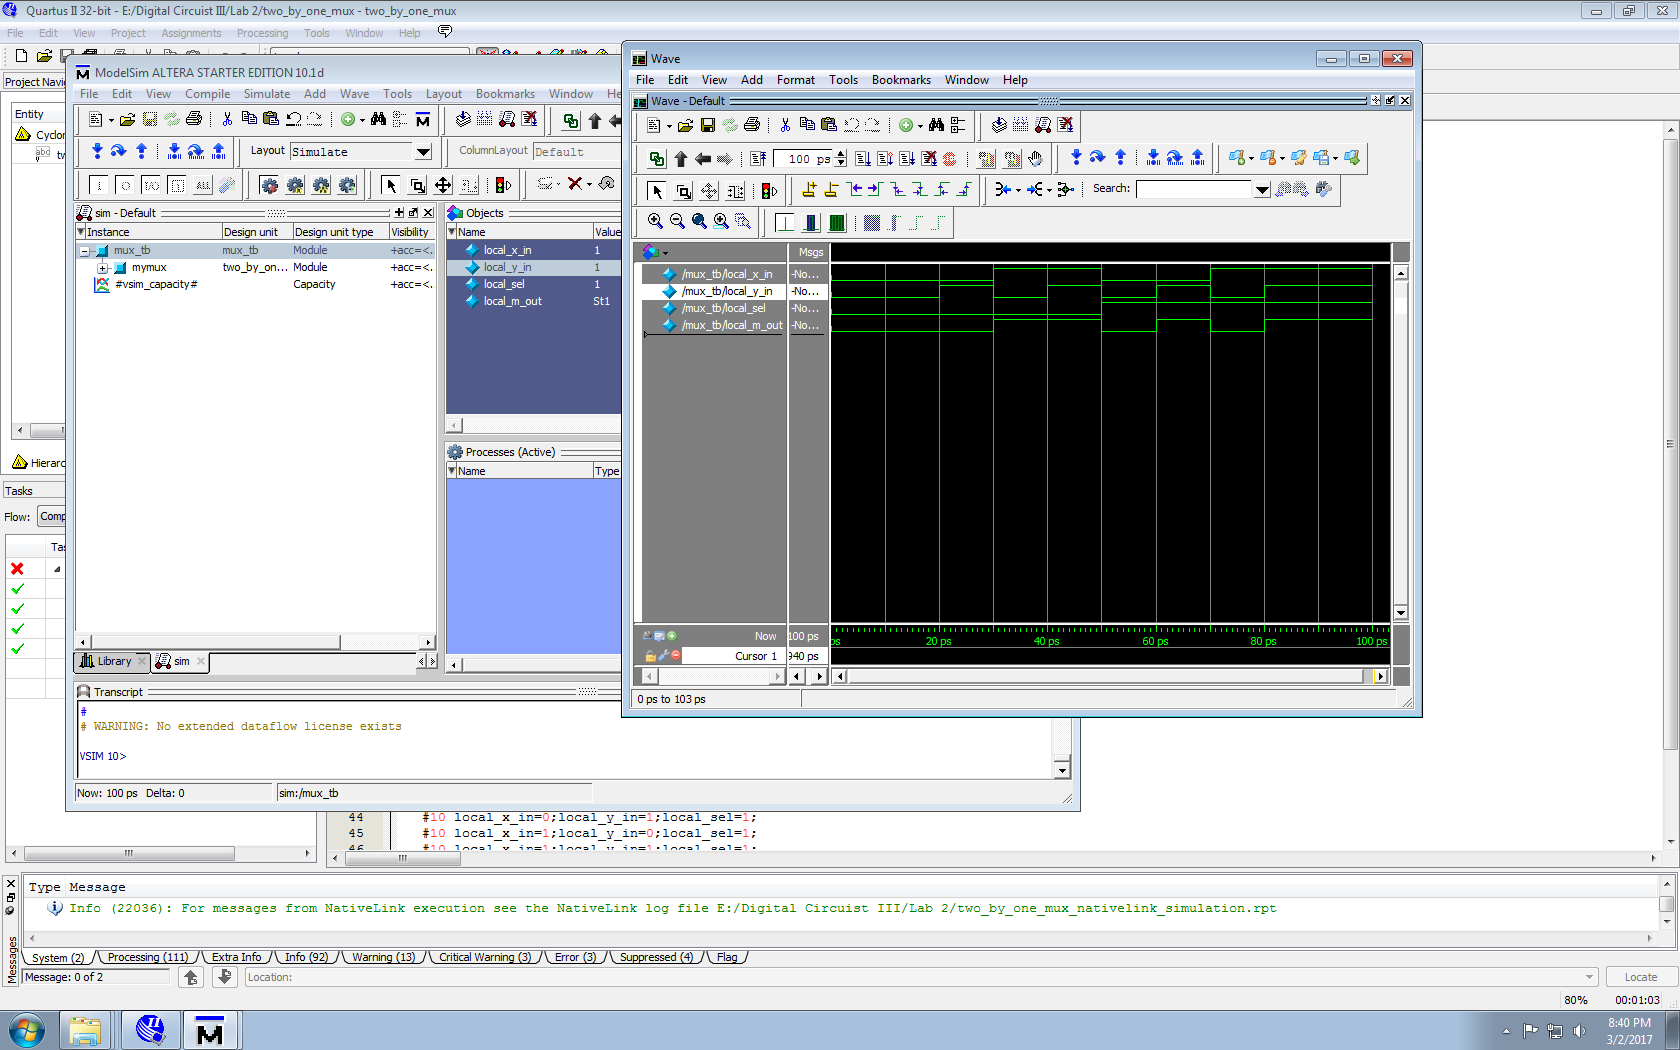 Quartus II 32-bit - E:/Digital Circuist III/Lab 2/two_by_one_mux - two_by_one_mux
File Edit View Project Assignments Processing Tools Window Help
Project Navig
Entity
Cyclon
tw
Hierarc
Tasks
Flow: Comp
Tas
ModelSim ALTERA STARTER EDITION 10.1d
File Edit View Compile Simulate Add Wave Tools Layout Bookmarks Window He
Layout Simulate ColumnLayout Default
sim - Default
Instance Design unit Design unit type Visibility
mux_tb mux_tb Module +acc=<...
mymux two_by_on... Module +acc=<...
#vsim_capacity# Capacity +acc=<...
Library sim
Objects
Name Value
local_x_in 1
local_y_in 1
local_sel 1
local_m_out St1
Processes (Active)
Name Type
Transcript
#
# WARNING: No extended dataflow license exists
VSIM 10>
Now: 100 ps Delta: 0 sim:/mux_tb
Wave
File Edit View Add Format Tools Bookmarks Window Help
Wave - Default
100 ps
Search:
Msgs
/mux_tb/local_x_in -No...
/mux_tb/local_y_in -No...
/mux_tb/local_sel -No...
/mux_tb/local_m_out -No...
Now 100 ps ps 20 ps 40 ps 60 ps 80 ps 100 ps
Cursor 1 940 ps
0 ps to 103 ps
44 #10 local_x_in=0;local_y_in=1;local_sel=1;
45 #10 local_x_in=1;local_y_in=0;local_sel=1;
46 #10 local_x_in=1;local_y_in=1;local_sel=1;
Type Message
Info (22036): For messages from NativeLink execution see the NativeLink log file E:/Digital Circuist III/Lab 2/two_by_one_mux_nativelink_simulation.rpt
System (2) Processing (111) Extra Info Info (92) Warning (13) Critical Warning (3) Error (3) Suppressed (4) Flag
Messages
Message: 0 of 2 Location: Locate
80% 00:01:03
8:40 PM
3/2/2017